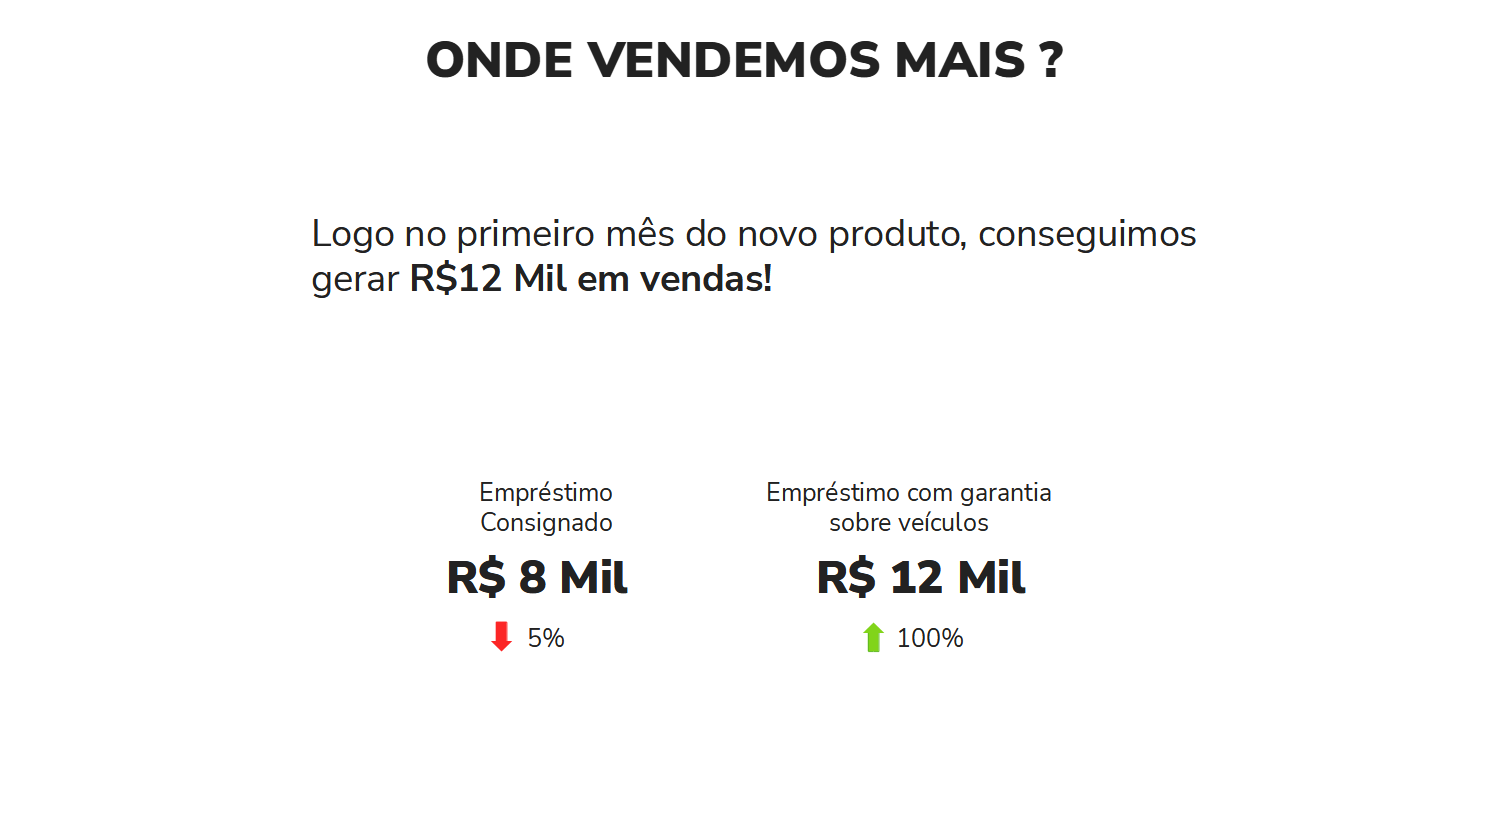 ONDE VENDEMOS MAIS ?
Logo no primeiro mês do novo produto, conseguimos
gerar R$12 Mil em vendas!
Empréstimo
Consignado
R$ 8 Mil
5%
Empréstimo com garantia
sobre veículos
R$ 12 Mil
100%